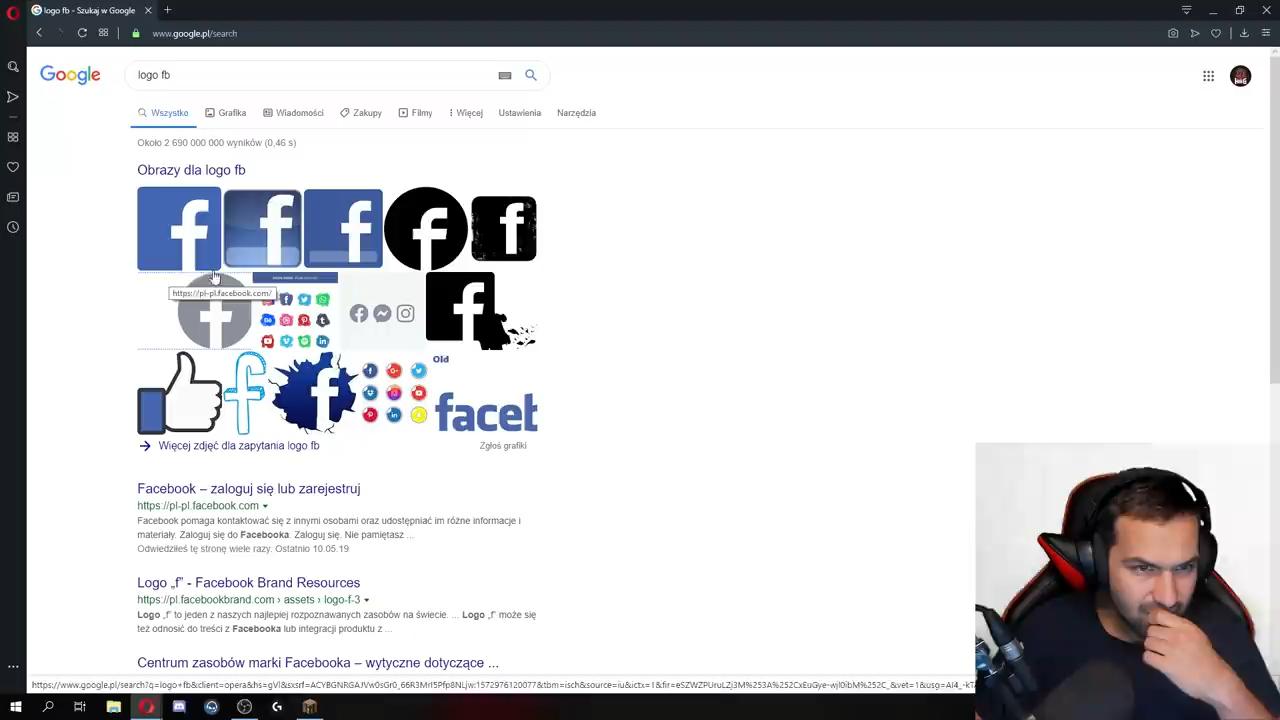 logo fb - Szukaj w Google
www.google.pl/search
Google
logo fb
Wszystko
Grafika
Wiadomości
Zakupy
Filmy
Więcej
Ustawienia
Narzędzia
Około 2 690 000 000 wyników (0,46 s)
Obrazy dla logo fb
https://pl-pl.facebook.com/
Old
facet
Więcej zdjęć dla zapytania logo fb
Zgłoś grafiki
Facebook – zaloguj się lub zarejestruj
https://pl-pl.facebook.com
Facebook pomaga kontaktować się z innymi osobami oraz udostępniać im różne informacje i
materiały. Zaloguj się do Facebooka. Zaloguj się. Nie pamiętasz ...
Odwiedziłeś tę stronę wiele razy. Ostatnio 10.05.19
Logo „f” - Facebook Brand Resources
https://pl.facebookbrand.com › assets › logo-f-3
Logo „f” to jeden z naszych najlepiej rozpoznawanych zasobów na świecie. ... Logo „f” może się
też odnosić do treści z Facebooka lub integracji produktu z ...
Centrum zasobów marki Facebooka – wytyczne dotyczące ...